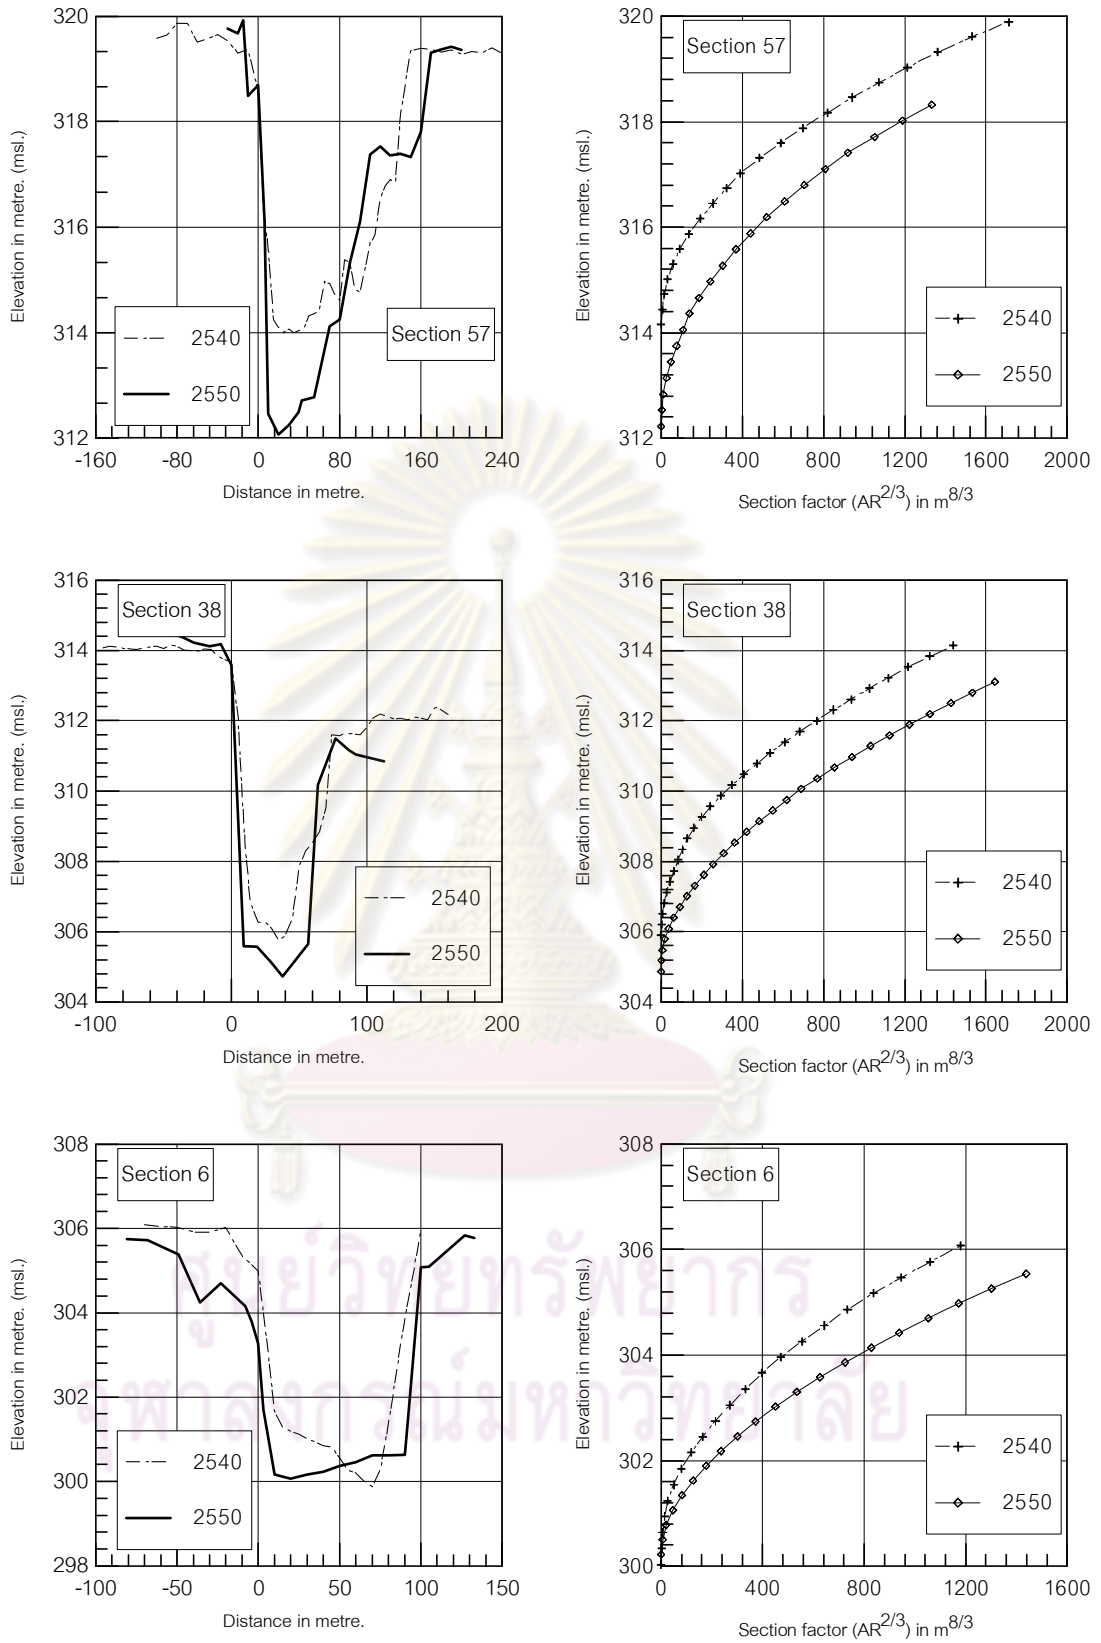 320
318
316
314
312
Elevation in metre. (msl.)
-160 -80 0 80 160 240
Distance in metre.
2540
2550
Section 57
320
318
316
314
312
Elevation in metre. (msl.)
0 400 800 1200 1600 2000
Section factor (AR^2/3) in m^8/3
Section 57
2540
2550
316
314
312
310
308
306
304
Elevation in metre. (msl.)
-100 0 100 200
Distance in metre.
Section 38
2540
2550
316
314
312
310
308
306
304
Elevation in metre. (msl.)
0 400 800 1200 1600 2000
Section factor (AR^2/3) in m^8/3
Section 38
2540
2550
308
306
304
302
300
298
Elevation in metre. (msl.)
-100 -50 0 50 100 150
Distance in metre.
Section 6
2540
2550
308
306
304
302
300
Elevation in metre. (msl.)
0 400 800 1200 1600
Section factor (AR^2/3) in m^8/3
Section 6
2540
2550
ศูนย์วิทยทรัพยากร
จุฬาลงกรณ์มหาวิทยาลัย